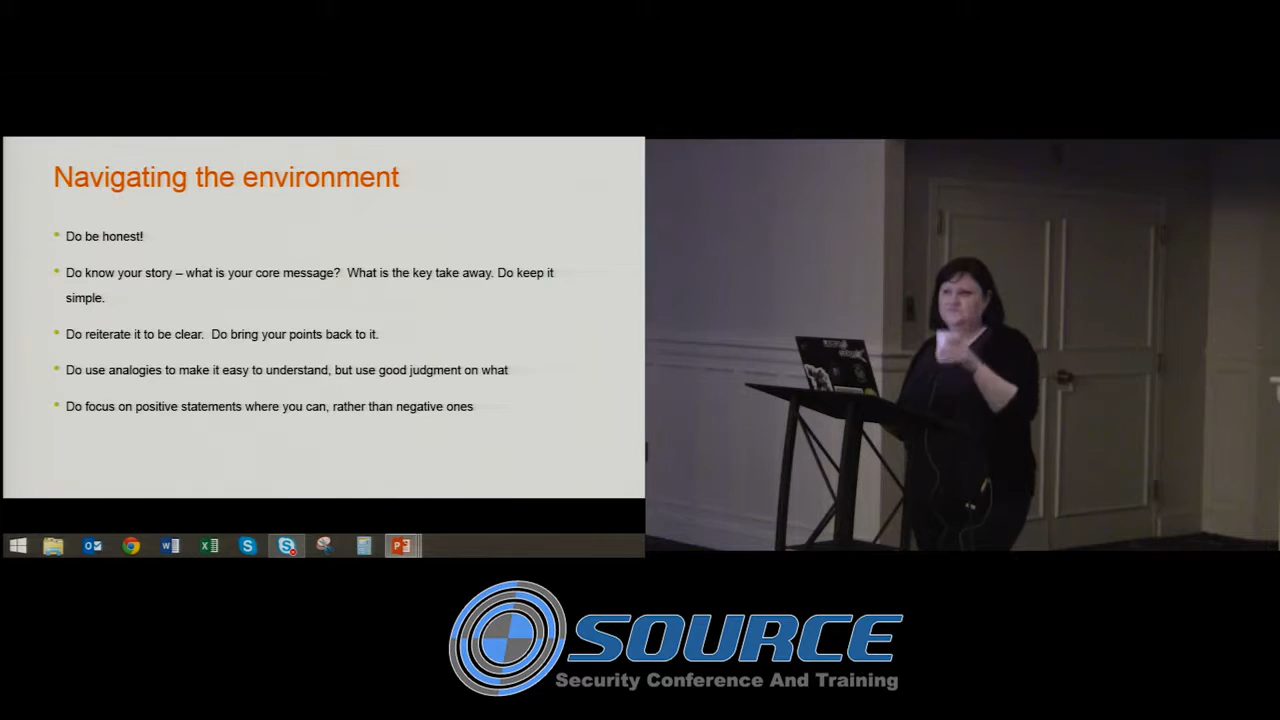 Navigating the environment
Do be honest!
Do know your story – what is your core message?  What is the key take away. Do keep it
simple.
Do reiterate it to be clear.  Do bring your points back to it.
Do use analogies to make it easy to understand, but use good judgment on what
Do focus on positive statements where you can, rather than negative ones
SOURCE
Security Conference And Training